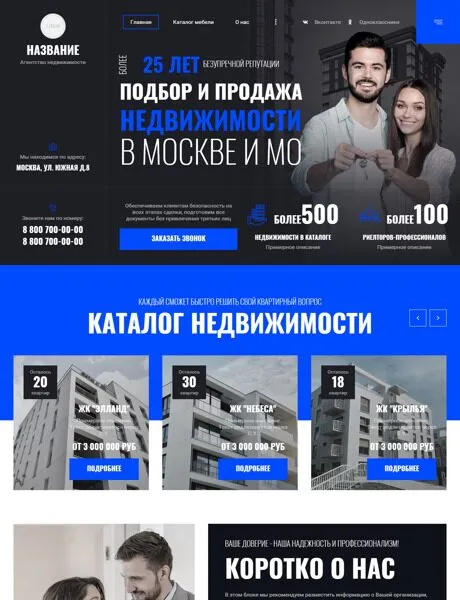 Главная
Каталог мебели
О нас
Вконтакте
Одноклассники
НАЗВАНИЕ
Агентство недвижимости
Мы находимся по адресу:
МОСКВА, УЛ. ЮЖНАЯ Д.8
Звоните нам по номеру:
8 800 700-00-00
8 800 700-00-00
БОЛЕЕ
25 ЛЕТ БЕЗУПРЕЧНОЙ РЕПУТАЦИИ
ПОДБОР И ПРОДАЖА
НЕДВИЖИМОСТИ
В МОСКВЕ И МО
Обеспечиваем клиентам безопасность на
всех этапах сделки, подготовим все
документы без привлечения третьих лиц
ЗАКАЗАТЬ ЗВОНОК
БОЛЕЕ 500
НЕДВИЖИМОСТИ В КАТАЛОГЕ
Примерное описание
БОЛЕЕ 100
РИЕЛТОРОВ-ПРОФЕССИОНАЛОВ
Примерное описание
КАЖДЫЙ СМОЖЕТ БЫСТРО РЕШИТЬ СВОЙ КВАРТИРНЫЙ ВОПРОС
КАТАЛОГ НЕДВИЖИМОСТИ
Осталось
20
квартир
ЖК "ЭЛЛАНД"
ОТ 3 000 000 РУБ
ПОДРОБНЕЕ
Осталось
30
квартир
ЖК "НЕБЕСА"
ОТ 3 000 000 РУБ
ПОДРОБНЕЕ
Осталось
18
квартир
ЖК "КРЫЛЬЯ"
ОТ 3 000 000 РУБ
ПОДРОБНЕЕ
ВАШЕ ДОВЕРИЕ - НАША НАДЕЖНОСТЬ И ПРОФЕССИОНАЛИЗМ!
КОРОТКО О НАС
В этом блоке мы рекомендуем разместить информацию о Вашей организации,